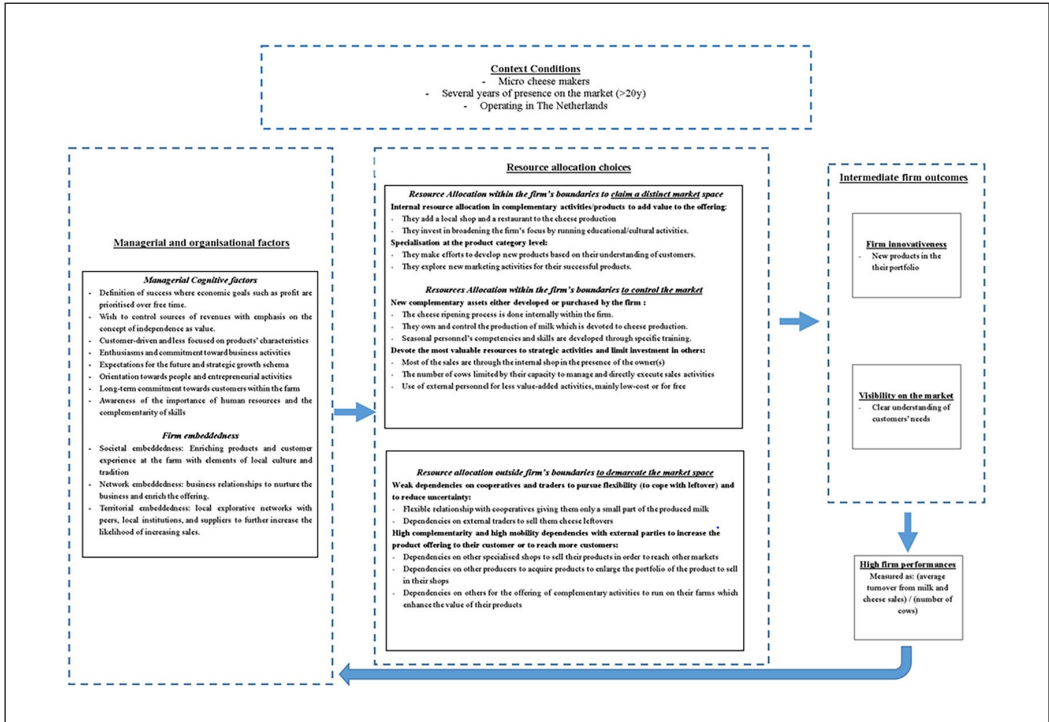 Context Conditions
- Micro cheese makers
- Several years of presence on the market (>20y)
- Operating in The Netherlands
Managerial and organisational factors
Managerial Cognitive factors
- Definition of success where economic goals such as profit are
prioritised over free time.
- Wish to control sources of revenues with emphasis on the
concept of independence as value.
- Customer-driven and less focused on products' characteristics
- Enthusiasms and commitment toward business activities
- Expectations for the future and strategic growth schema
- Orientation towards people and entrepreneurial activities
- Long-term commitment towards customers within the farm
- Awareness of the importance of human resources and the
complementarity of skills
Firm embeddedness
- Societal embeddedness: Enriching products and customer
experience at the farm with elements of local culture and
tradition
- Network embeddedness: business relationships to nurture the
business and enrich the offering.
- Territorial embeddedness: local explorative networks with
peers, local institutions, and suppliers to further increase the
likelihood of increasing sales.
Resource allocation choices
Resource Allocation within the firm's boundaries to claim a distinct market space
Internal resource allocation in complementary activities/products to add value to the offering:
- They add a local shop and a restaurant to the cheese production
- They invest in broadening the firm's focus by running educational/cultural activities.
Specialisation at the product category level:
- They make efforts to develop new products based on their understanding of customers.
- They explore new marketing activities for their successful products.
Resources Allocation within the firm's boundaries to control the market
New complementary assets either developed or purchased by the firm :
- The cheese ripening process is done internally within the firm.
- They own and control the production of milk which is devoted to cheese production.
- Seasonal personnel's competencies and skills are developed through specific training.
Devote the most valuable resources to strategic activities and limit investment in others:
- Most of the sales are through the internal shop in the presence of the owner(s)
- The number of cows limited by their capacity to manage and directly execute sales activities
- Use of external personnel for less value-added activities, mainly low-cost or for free
Resource allocation outside firm's boundaries to demarcate the market space
Weak dependencies on cooperatives and traders to pursue flexibility (to cope with leftover) and
to reduce uncertainty:
- Flexible relationship with cooperatives giving them only a small part of the produced milk
- Dependencies on external traders to sell them cheese leftovers
High complementarity and high mobility dependencies with external parties to increase the
product offering to their customer or to reach more customers:
- Dependencies on other specialised shops to sell their products in order to reach other markets
- Dependencies on other producers to acquire products to enlarge the portfolio of the product to sell
in their shops
- Dependencies on others for the offering of complementary activities to run on their farms which
enhance the value of their products
Intermediate firm outcomes
Firm innovativeness
- New products in the
their portfolio
Visibility on the market
- Clear understanding of
customers' needs
High firm performances
Measured as: (average
turnover from milk and
cheese sales) / (number of
cows)